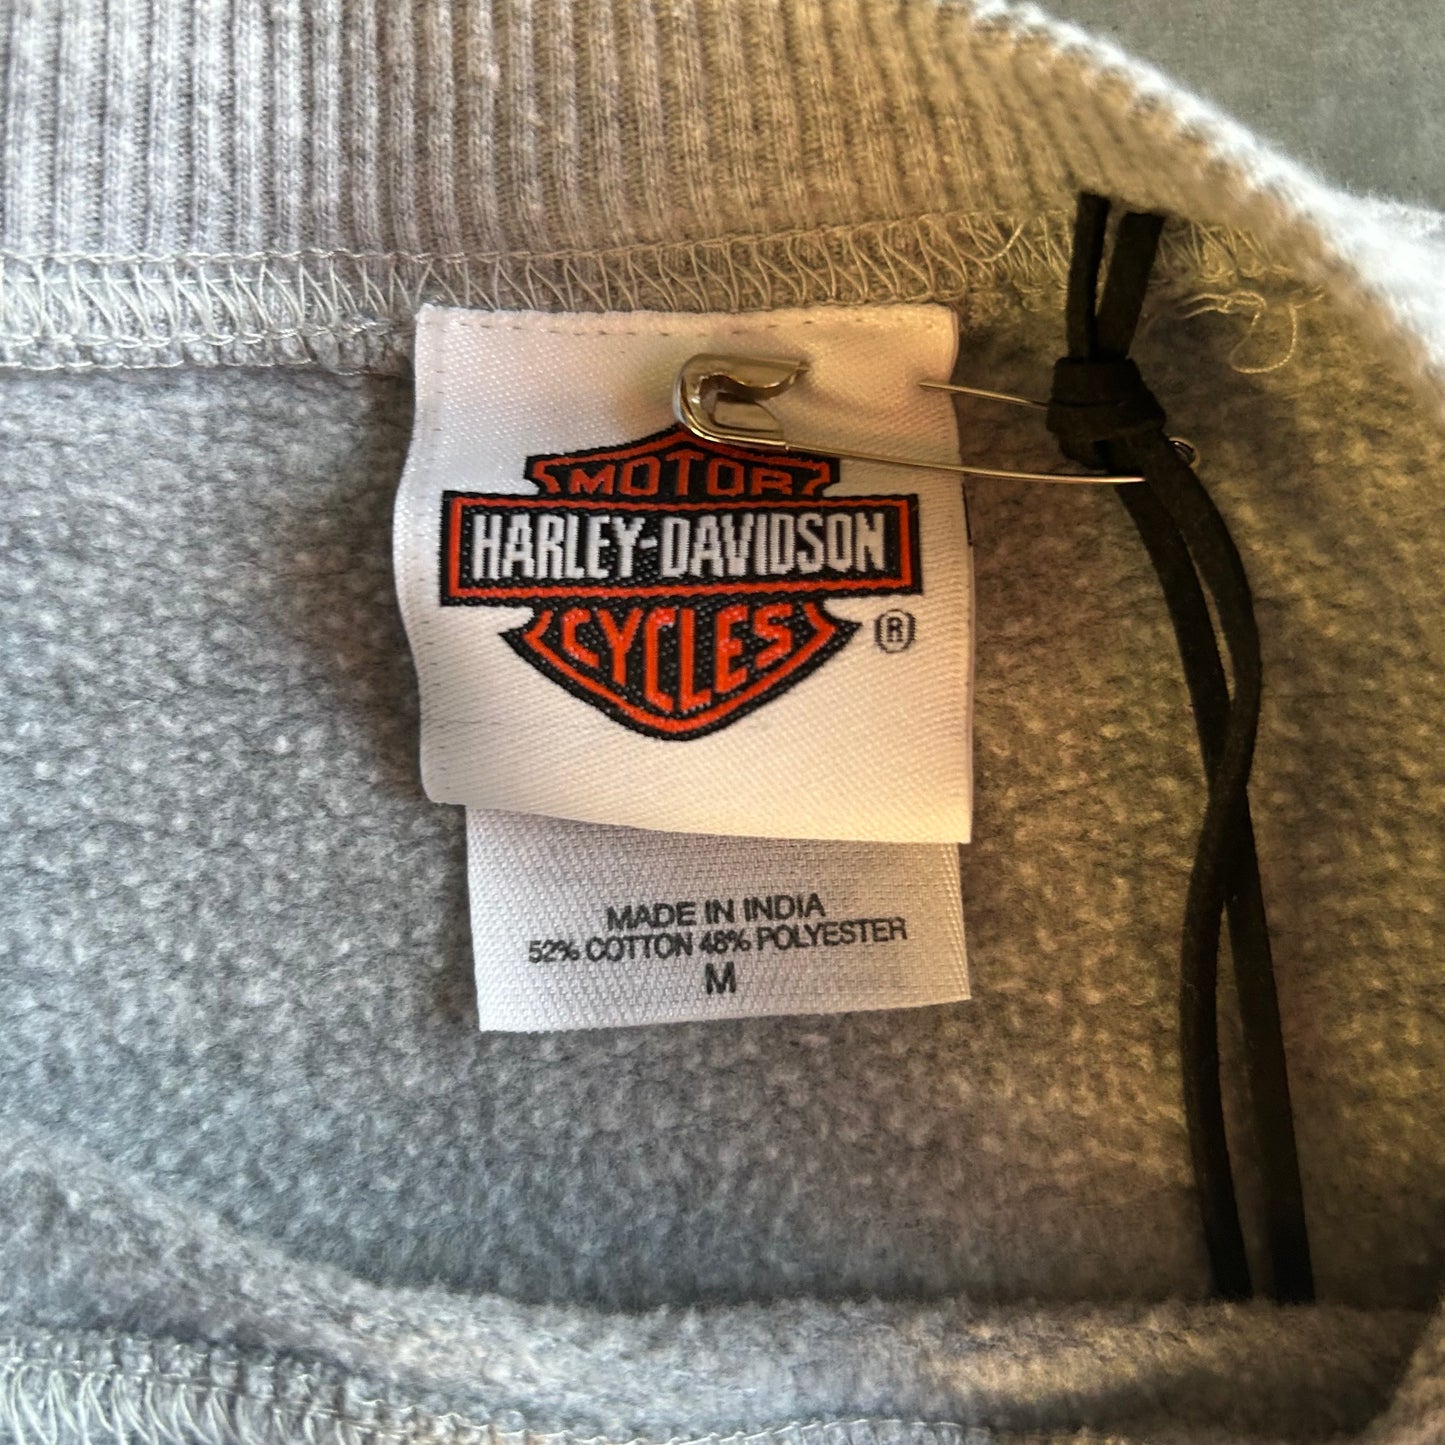 MOTOR
HARLEY-DAVIDSON
CYCLES
®
MADE IN INDIA
52% COTTON 48% POLYESTER
M